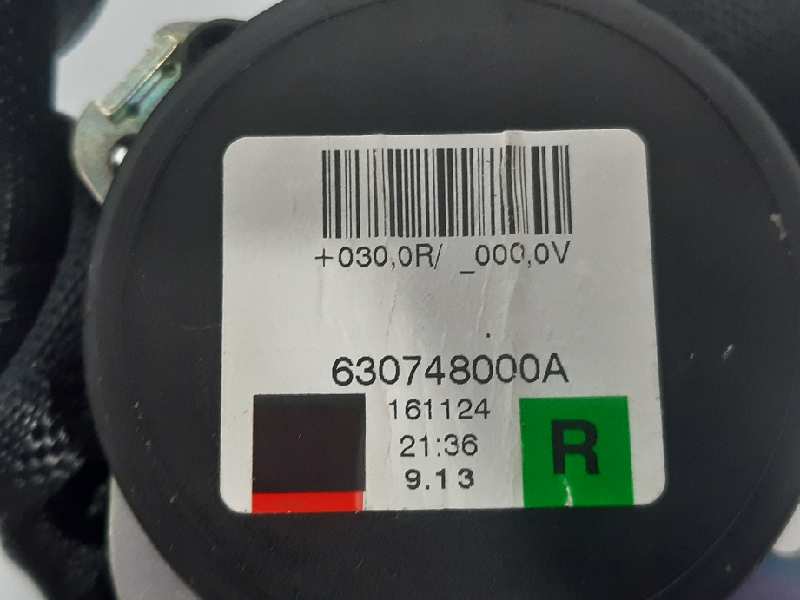 +030,0R/ _000,0V
630748000A
161124
21:36
9.13
R